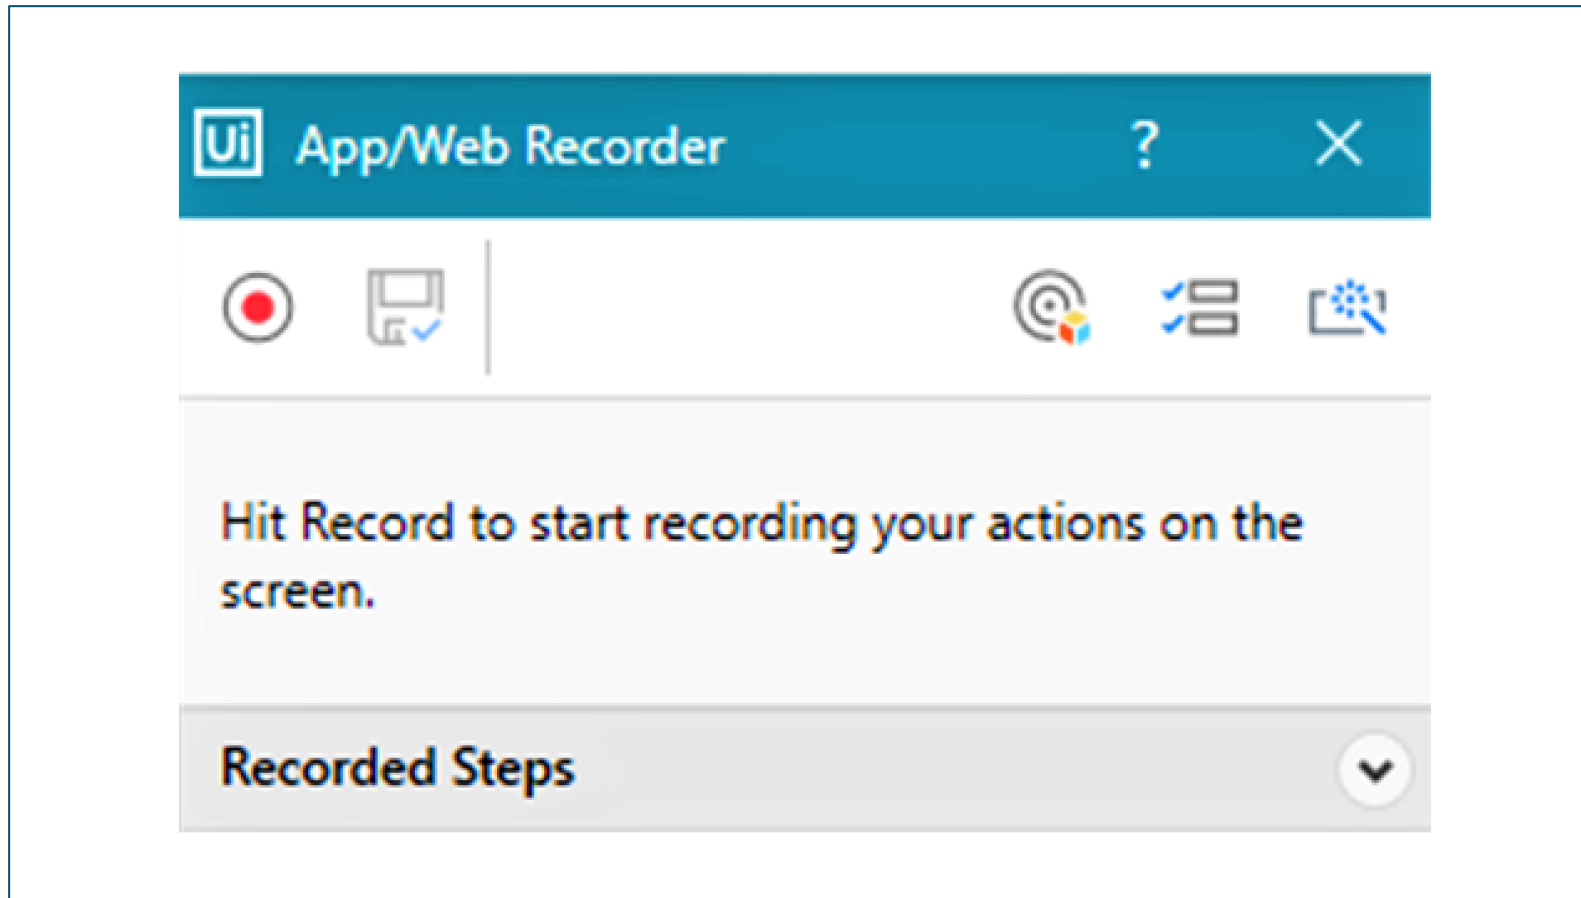 Ui App/Web Recorder ?
Hit Record to start recording your actions on the
screen.
Recorded Steps